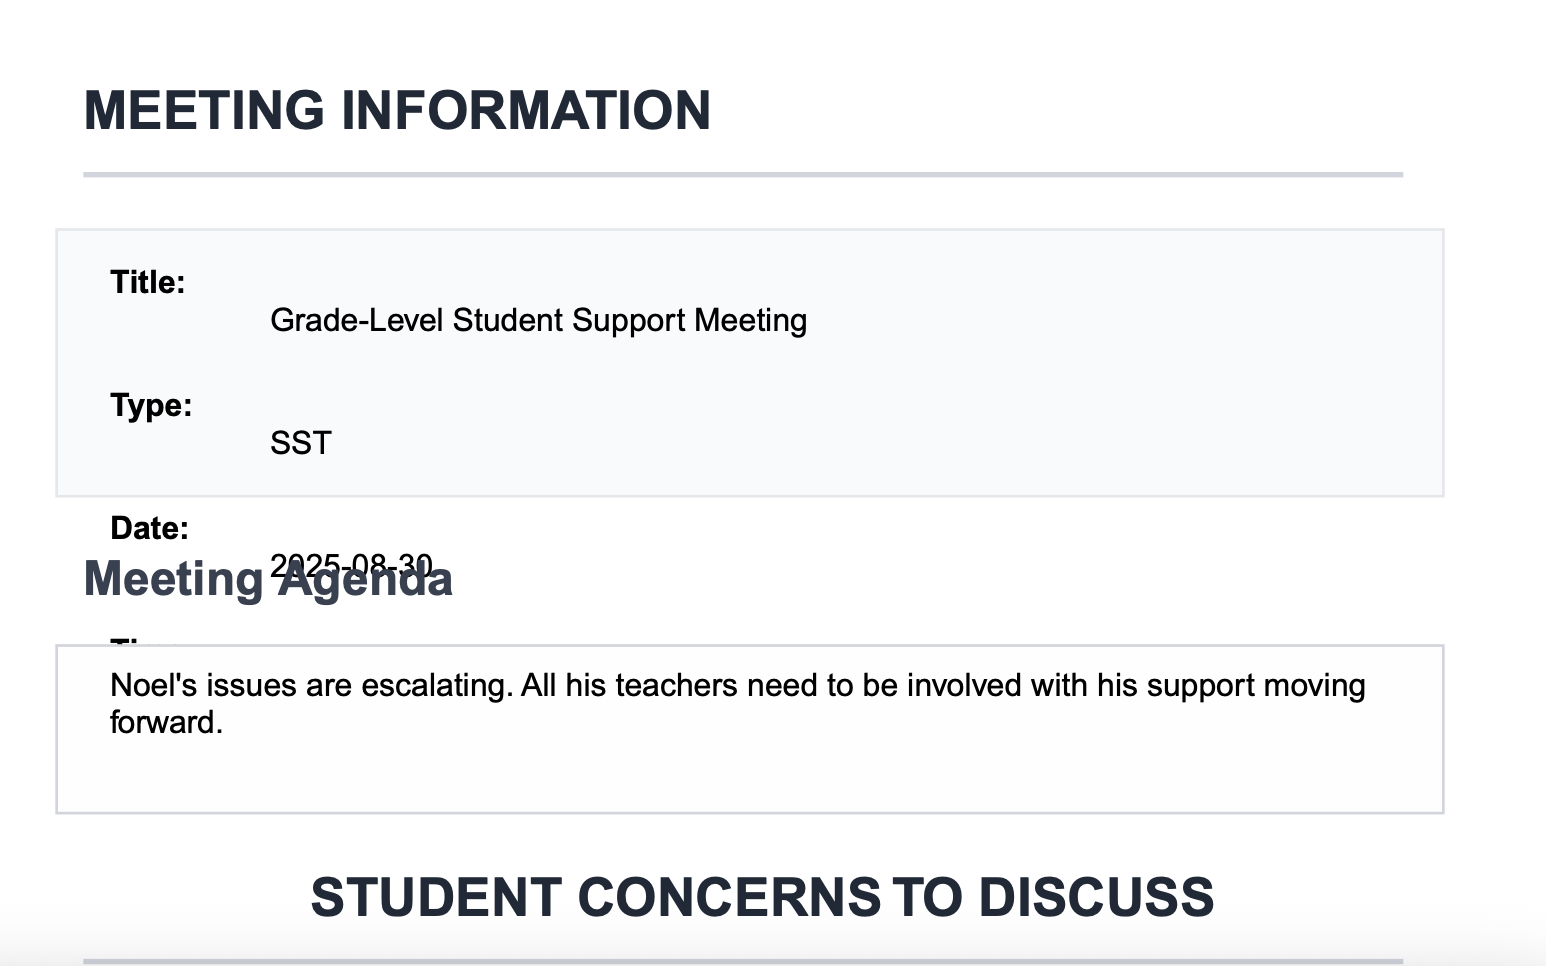 MEETING INFORMATION
Title:
Grade-Level Student Support Meeting
Type:
SST
Date:
2025-08-30
Meeting Agenda
Noel's issues are escalating. All his teachers need to be involved with his support moving
forward.
STUDENT CONCERNS TO DISCUSS